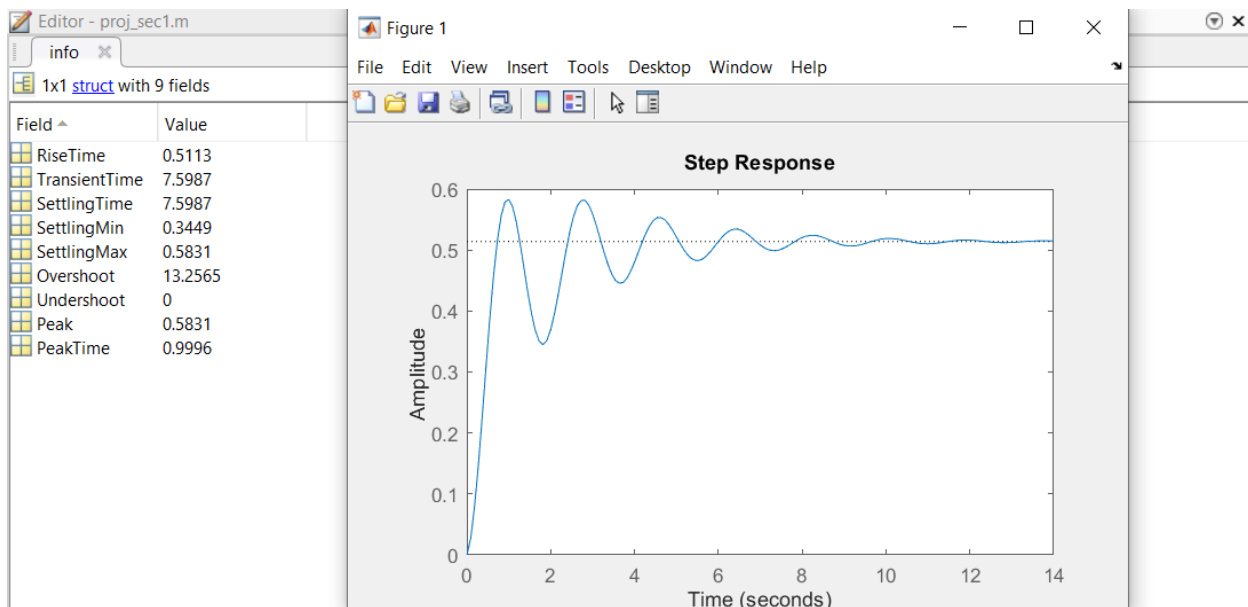 Editor - proj_sec1.m
info
1x1 struct with 9 fields
Field Value
RiseTime 0.5113
TransientTime 7.5987
SettlingTime 7.5987
SettlingMin 0.3449
SettlingMax 0.5831
Overshoot 13.2565
Undershoot 0
Peak 0.5831
PeakTime 0.9996
Figure 1
File Edit View Insert Tools Desktop Window Help
Step Response
Amplitude
0.6
0.5
0.4
0.3
0.2
0.1
0
0 2 4 6 8 10 12 14
Time (seconds)